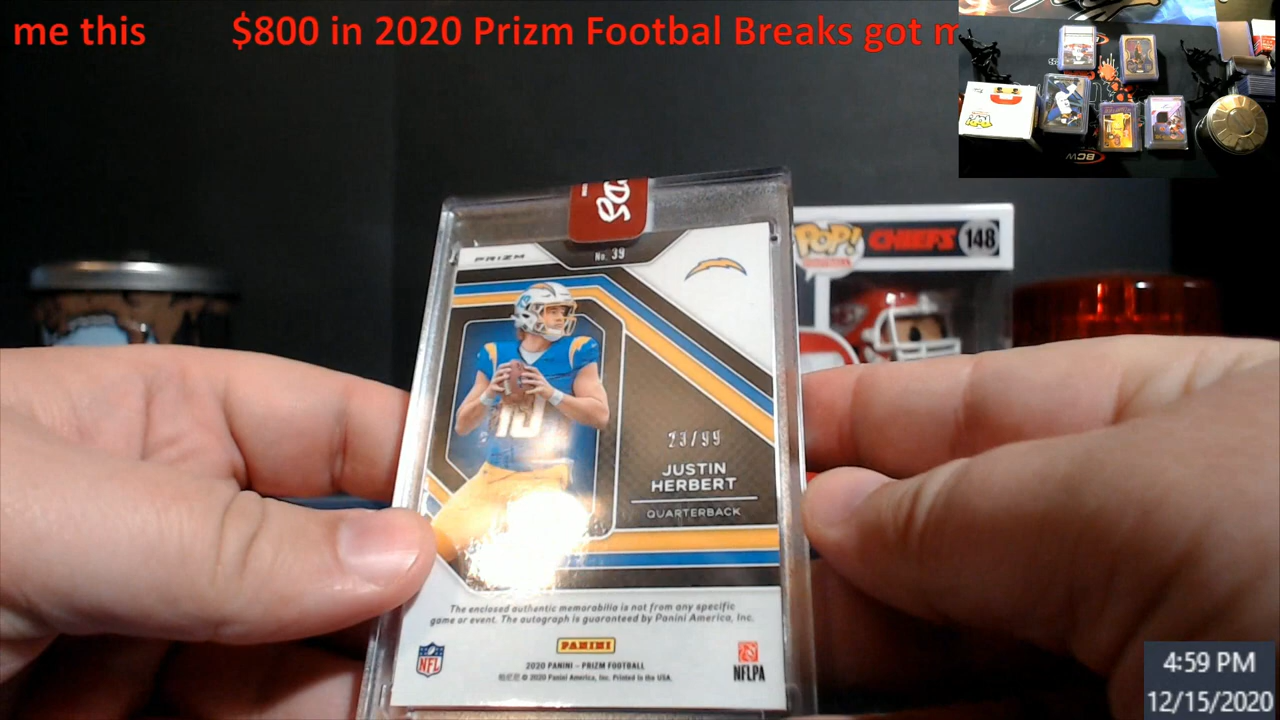 me this $800 in 2020 Prizm Footbal Breaks got m
BCW
POP! CHIEFS 148
PRIZM
No. 39
23/99
JUSTIN
HERBERT
QUARTERBACK
The enclosed authentic memorabilia is not from any specific
game or event. The autograph is guaranteed by Panini America, Inc.
PANINI
NFL
2020 PANINI - PRIZM FOOTBALL
© 2020 Panini America, Inc. Printed in the USA.
NFLPA
4:59 PM
12/15/2020